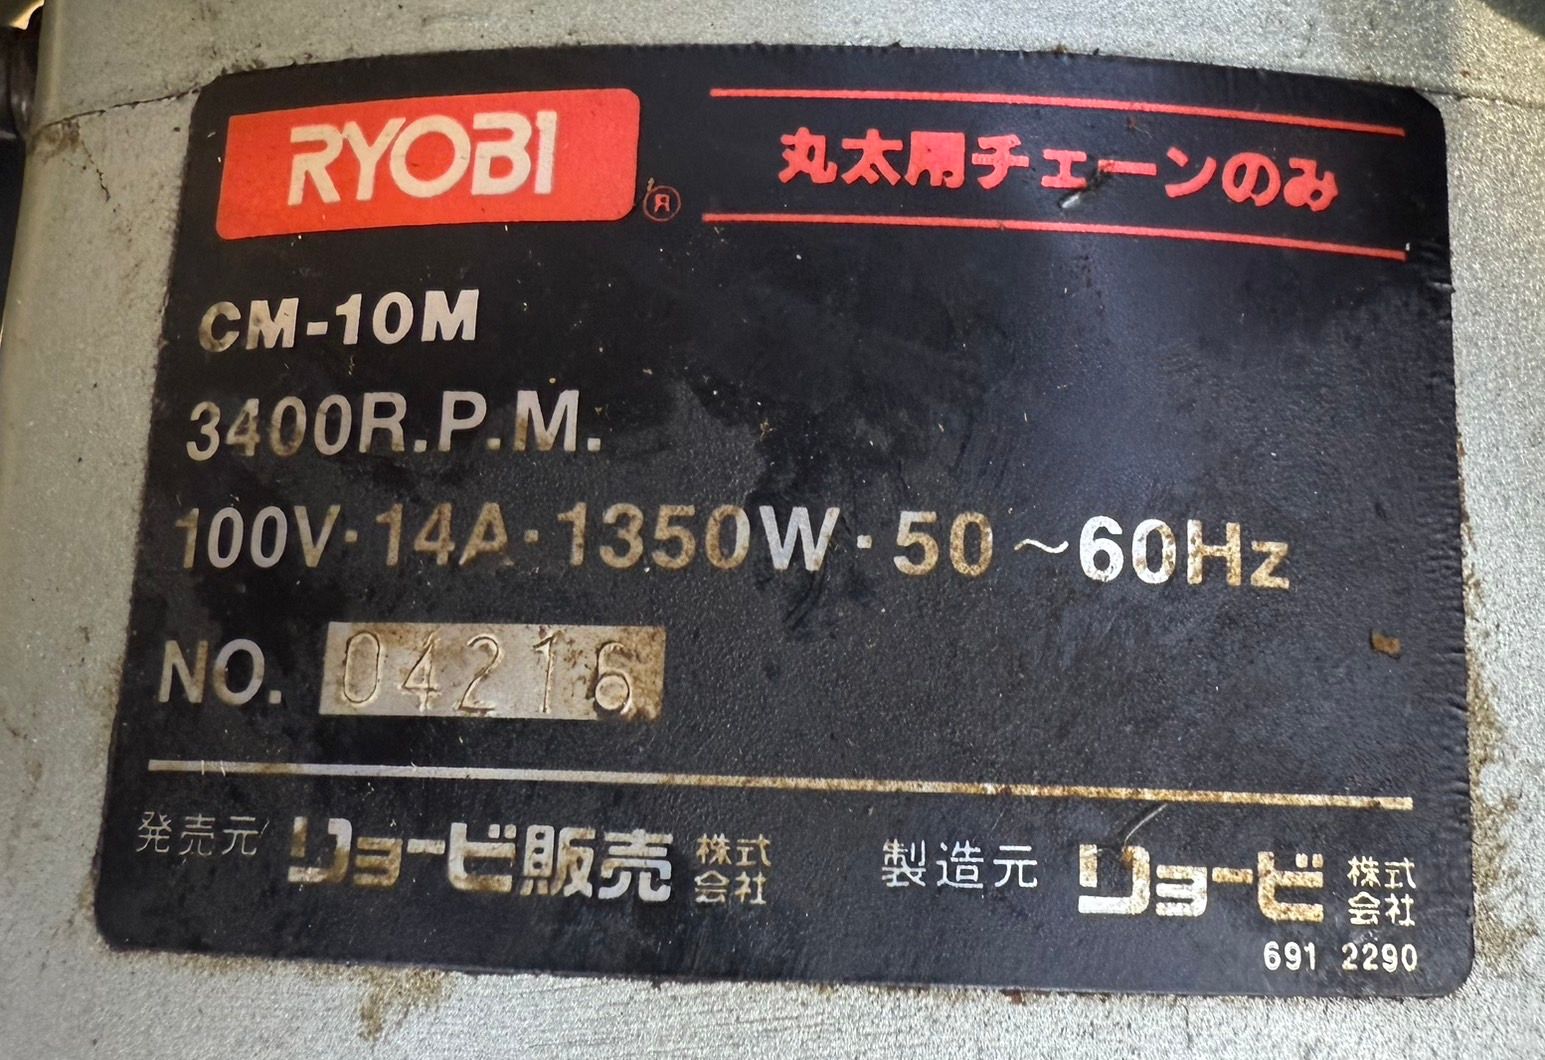 RYOBI ®
丸太用チェーンのみ
CM-10M
3400R.P.M.
100V・14A・1350W・50～60Hz
NO. 04216
発売元 リョービ販売 株式会社
製造元 リョービ 株式会社
691 2290